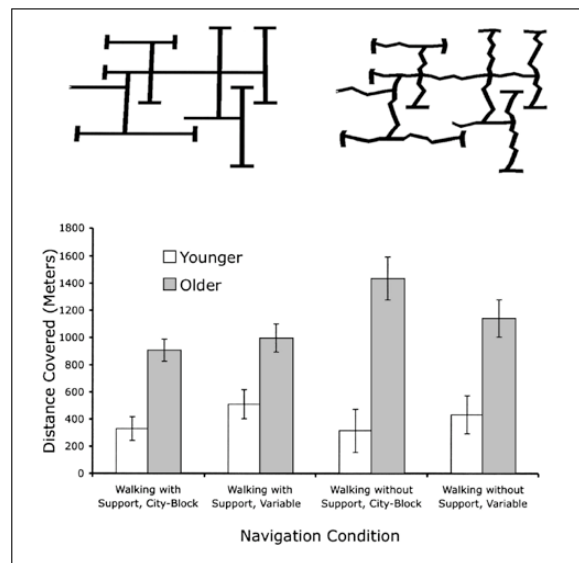 1800
1600
1400
1200
1000
800
600
400
200
0
Distance Covered (Meters)
Younger
Older
Walking with Support, City-Block
Walking with Support, Variable
Walking without Support, City-Block
Walking without Support, Variable
Navigation Condition